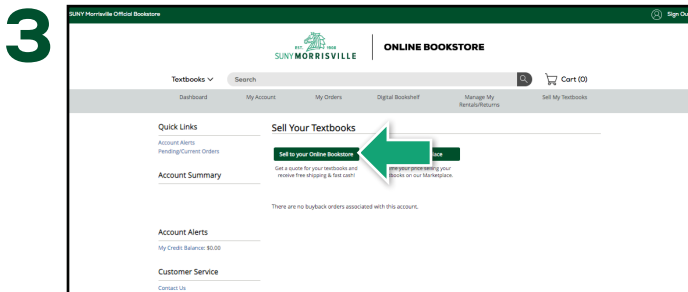 3
SUNY Morrisville Official Bookstore
Sign Ou
EST. 1908
SUNY MORRISVILLE
ONLINE BOOKSTORE
Textbooks
Search
Cart (0)
Dashboard
My Account
My Orders
Digital Bookshelf
Manage My
Rentals/Returns
Sell My Textbooks
Quick Links
Account Alerts
Pending/Current Orders
Account Summary
Account Alerts
My Credit Balance: $0.00
Customer Service
Contact Us
Sell Your Textbooks
Sell to your Online Bookstore
Get a quote for your textbooks and
receive free shipping & fast cash!
your price selling your
on our Marketplace.
There are no buyback orders associated with this account.